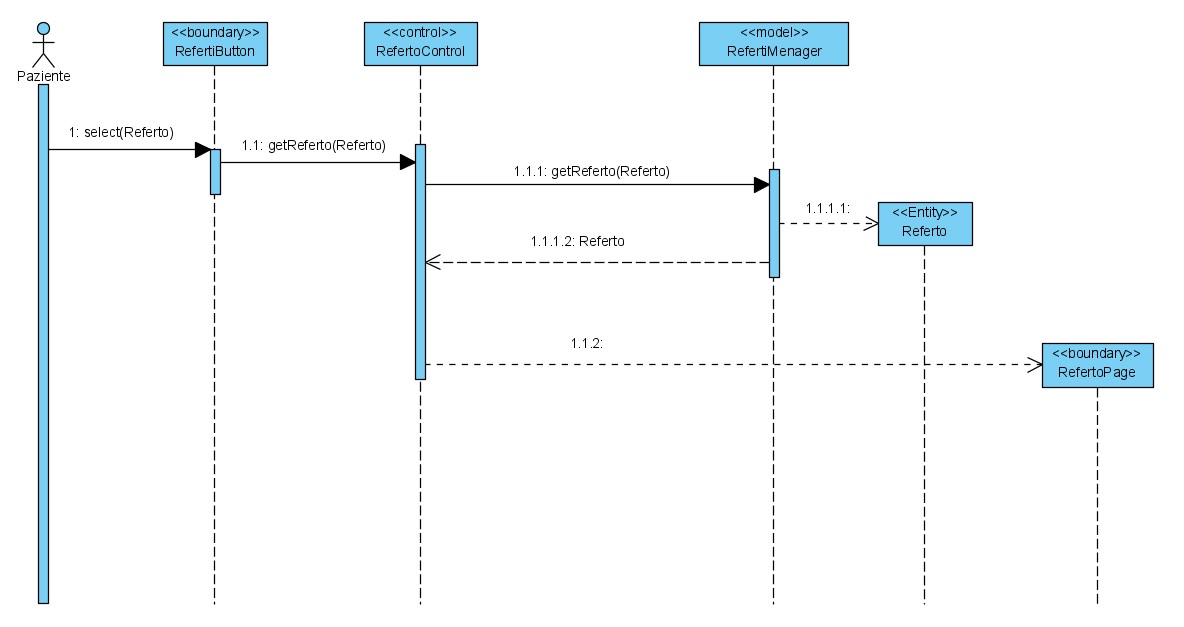 Paziente
<<boundary>>
RefertiButton
<<control>>
RefertoControl
<<model>>
RefertiMenager
1: select(Referto)
1.1: getReferto(Referto)
1.1.1: getReferto(Referto)
1.1.1.1:
<<Entity>>
Referto
1.1.1.2: Referto
1.1.2:
<<boundary>>
RefertoPage